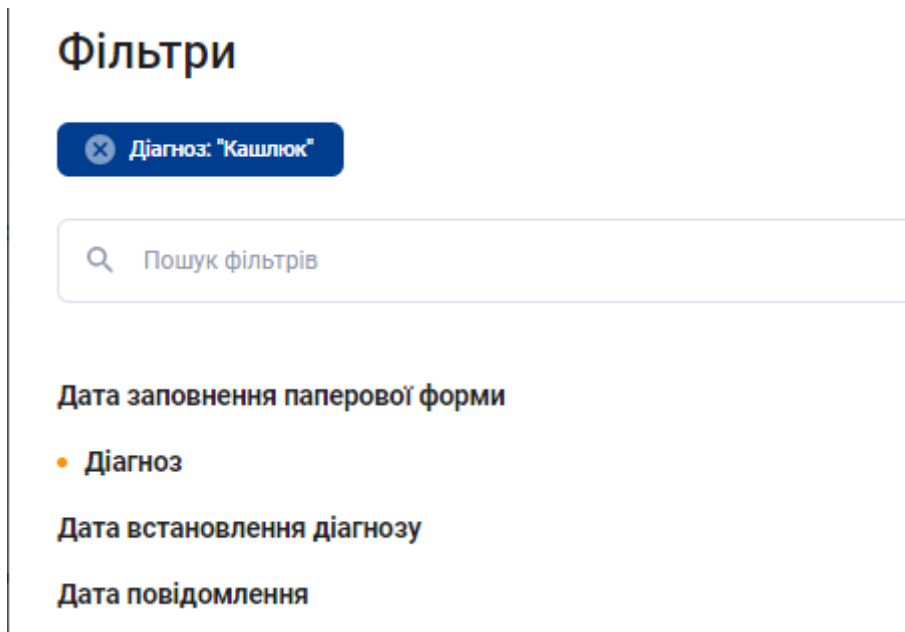 Фільтри
Діагноз: "Кашлюк"
Пошук фільтрів
Дата заповнення паперової форми
Діагноз
Дата встановлення діагнозу
Дата повідомлення